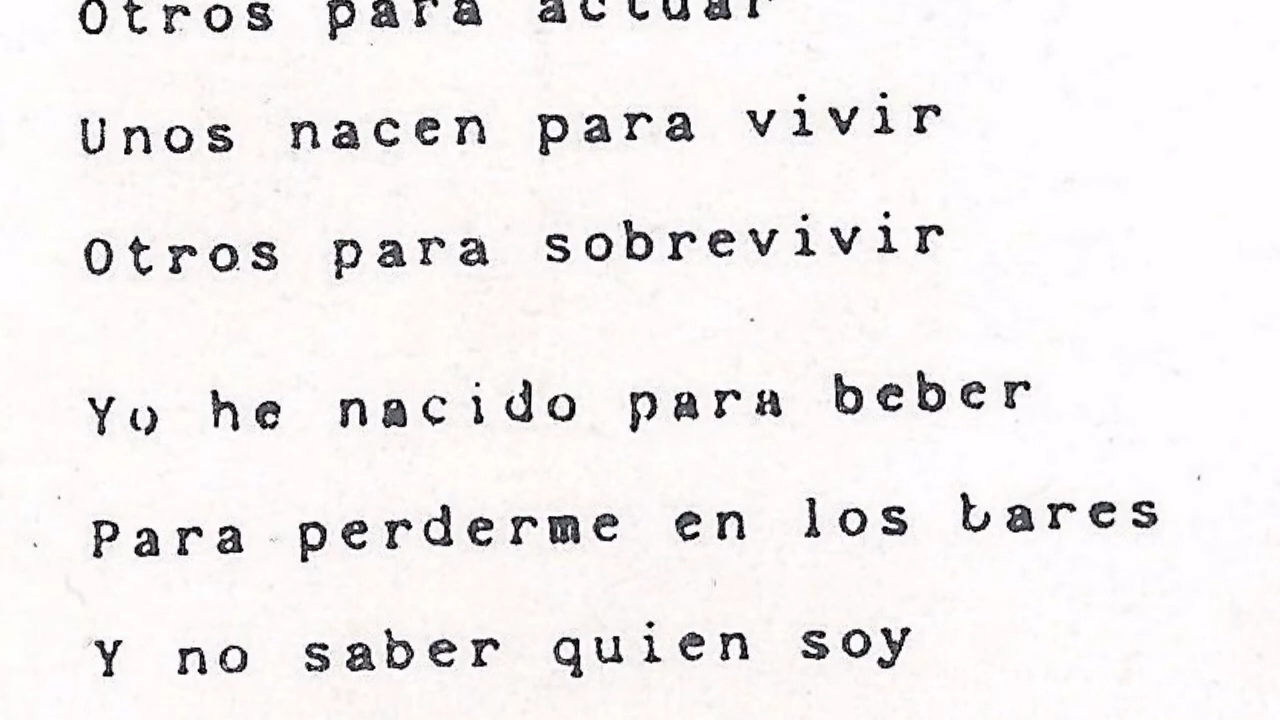 Otros para actuar
Unos nacen para vivir
Otros para sobrevivir
Yo he nacido para beber
Para perderme en los bares
Y no saber quien soy